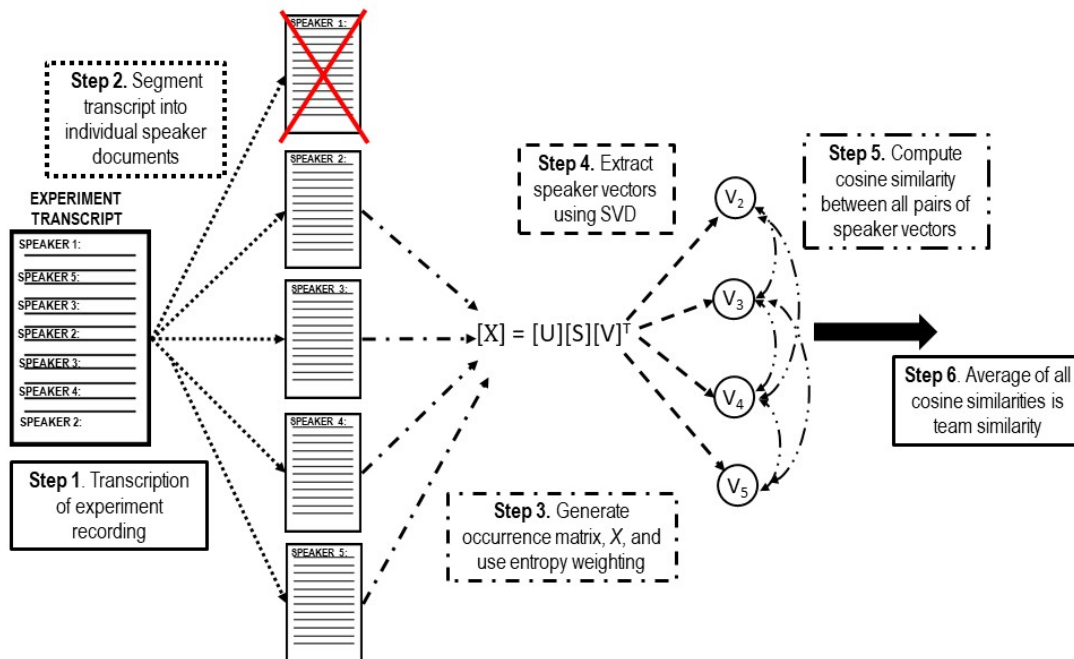 Step 2. Segment
transcript into
individual speaker
documents
EXPERIMENT
TRANSCRIPT
SPEAKER 1:
SPEAKER 5:
SPEAKER 3:
SPEAKER 2:
SPEAKER 3:
SPEAKER 4:
SPEAKER 2:
Step 1. Transcription
of experiment
recording
SPEAKER 1:
SPEAKER 2:
SPEAKER 3:
SPEAKER 4:
SPEAKER 5:
[X] = [U][S][V]ᵀ
Step 3. Generate
occurrence matrix, X, and
use entropy weighting
Step 4. Extract
speaker vectors
using SVD
V₂
V₃
V₄
V₅
Step 5. Compute
cosine similarity
between all pairs of
speaker vectors
Step 6. Average of all
cosine similarities is
team similarity